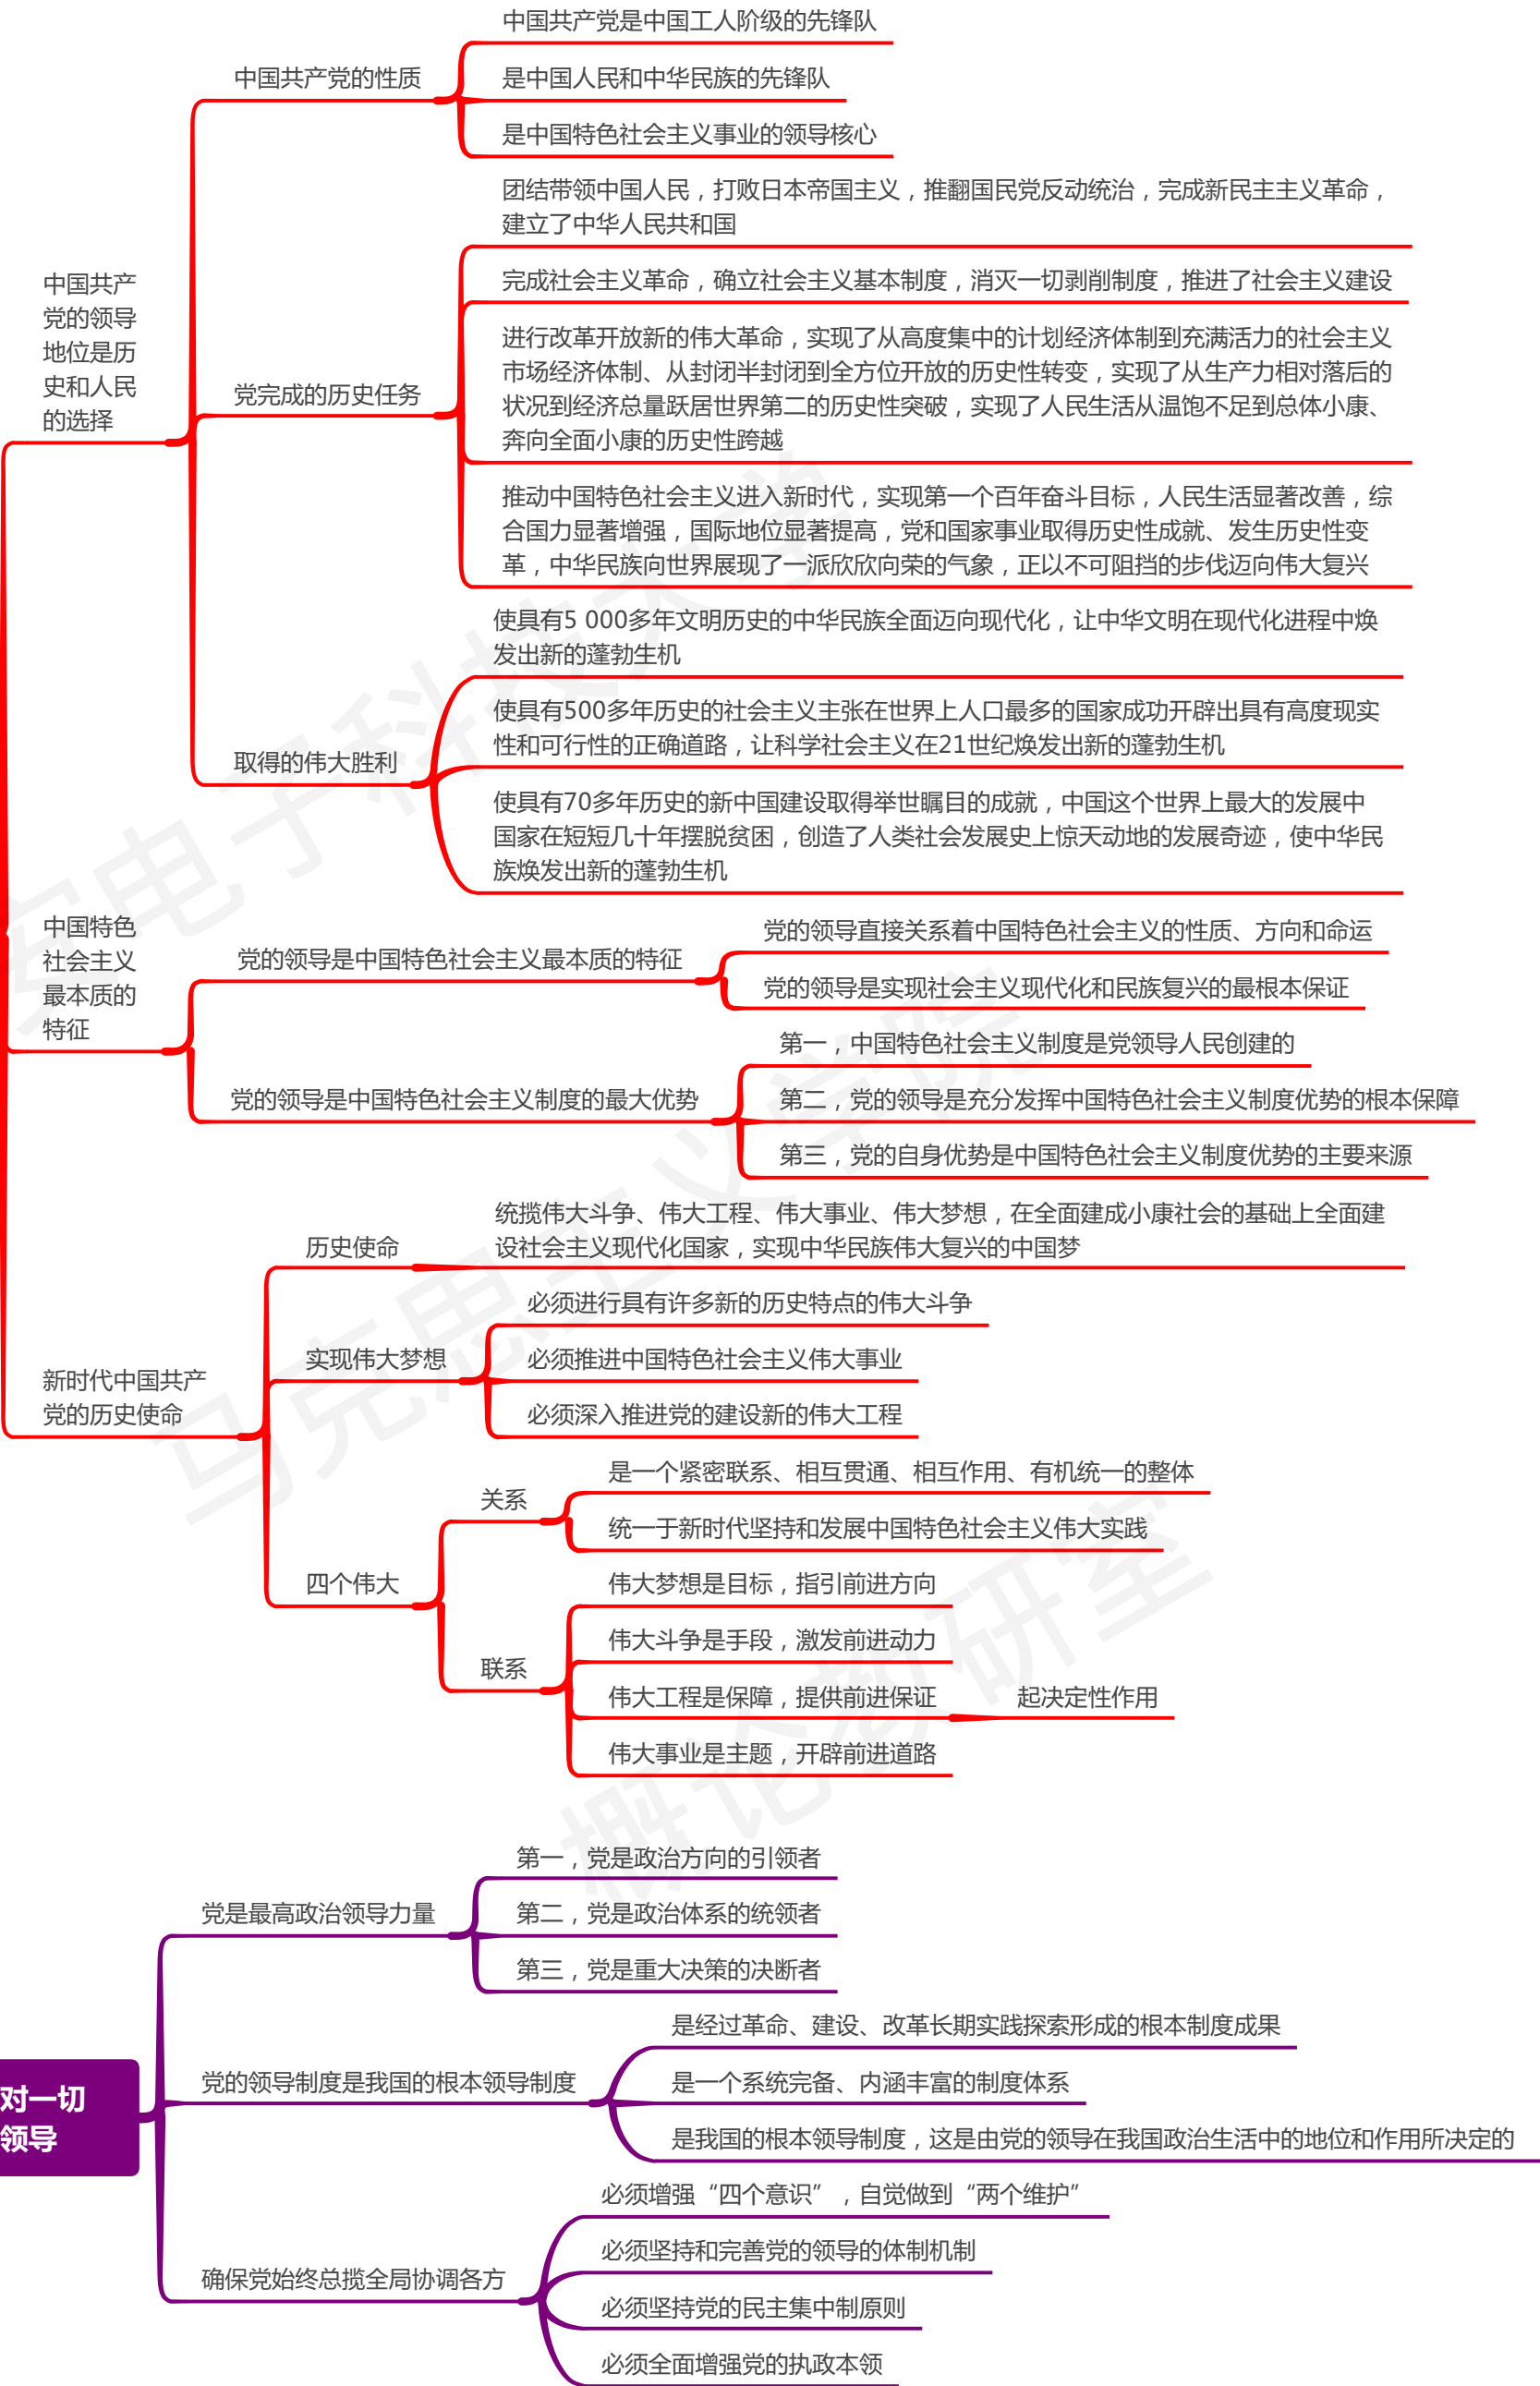 中国共产党是中国工人阶级的先锋队
中国共产党的性质
是中国人民和中华民族的先锋队
是中国特色社会主义事业的领导核心
团结带领中国人民，打败日本帝国主义，推翻国民党反动统治，完成新民主主义革命，
建立了中华人民共和国
中国共产
党的领导
地位是历
史和人民
的选择
完成社会主义革命，确立社会主义基本制度，消灭一切剥削制度，推进了社会主义建设
党完成的历史任务
进行改革开放新的伟大革命，实现了从高度集中的计划经济体制到充满活力的社会主义
市场经济体制、从封闭半封闭到全方位开放的历史性转变，实现了从生产力相对落后的
状况到经济总量跃居世界第二的历史性突破，实现了人民生活从温饱不足到总体小康、
奔向全面小康的历史性跨越
推动中国特色社会主义进入新时代，实现第一个百年奋斗目标，人民生活显著改善，综
合国力显著增强，国际地位显著提高，党和国家事业取得历史性成就、发生历史性变
革，中华民族向世界展现了一派欣欣向荣的气象，正以不可阻挡的步伐迈向伟大复兴
使具有5 000多年文明历史的中华民族全面迈向现代化，让中华文明在现代化进程中焕
发出新的蓬勃生机
取得的伟大胜利
使具有500多年历史的社会主义主张在世界上人口最多的国家成功开辟出具有高度现实
性和可行性的正确道路，让科学社会主义在21世纪焕发出新的蓬勃生机
使具有70多年历史的新中国建设取得举世瞩目的成就，中国这个世界上最大的发展中
国家在短短几十年摆脱贫困，创造了人类社会发展史上惊天动地的发展奇迹，使中华民
族焕发出新的蓬勃生机
中国特色
社会主义
最本质的
特征
党的领导是中国特色社会主义最本质的特征
党的领导直接关系着中国特色社会主义的性质、方向和命运
党的领导是实现社会主义现代化和民族复兴的最根本保证
党的领导是中国特色社会主义制度的最大优势
第一，中国特色社会主义制度是党领导人民创建的
第二，党的领导是充分发挥中国特色社会主义制度优势的根本保障
第三，党的自身优势是中国特色社会主义制度优势的主要来源
新时代中国共产
党的历史使命
历史使命
统揽伟大斗争、伟大工程、伟大事业、伟大梦想，在全面建成小康社会的基础上全面建
设社会主义现代化国家，实现中华民族伟大复兴的中国梦
实现伟大梦想
必须进行具有许多新的历史特点的伟大斗争
必须推进中国特色社会主义伟大事业
必须深入推进党的建设新的伟大工程
四个伟大
关系
是一个紧密联系、相互贯通、相互作用、有机统一的整体
统一于新时代坚持和发展中国特色社会主义伟大实践
联系
伟大梦想是目标，指引前进方向
伟大斗争是手段，激发前进动力
伟大工程是保障，提供前进保证
起决定性作用
伟大事业是主题，开辟前进道路
对一切
领导
党是最高政治领导力量
第一，党是政治方向的引领者
第二，党是政治体系的统领者
第三，党是重大决策的决断者
党的领导制度是我国的根本领导制度
是经过革命、建设、改革长期实践探索形成的根本制度成果
是一个系统完备、内涵丰富的制度体系
是我国的根本领导制度，这是由党的领导在我国政治生活中的地位和作用所决定的
确保党始终总揽全局协调各方
必须增强“四个意识”，自觉做到“两个维护”
必须坚持和完善党的领导的体制机制
必须坚持党的民主集中制原则
必须全面增强党的执政本领
安电子科技大学
马克思主义学院
概论教研室